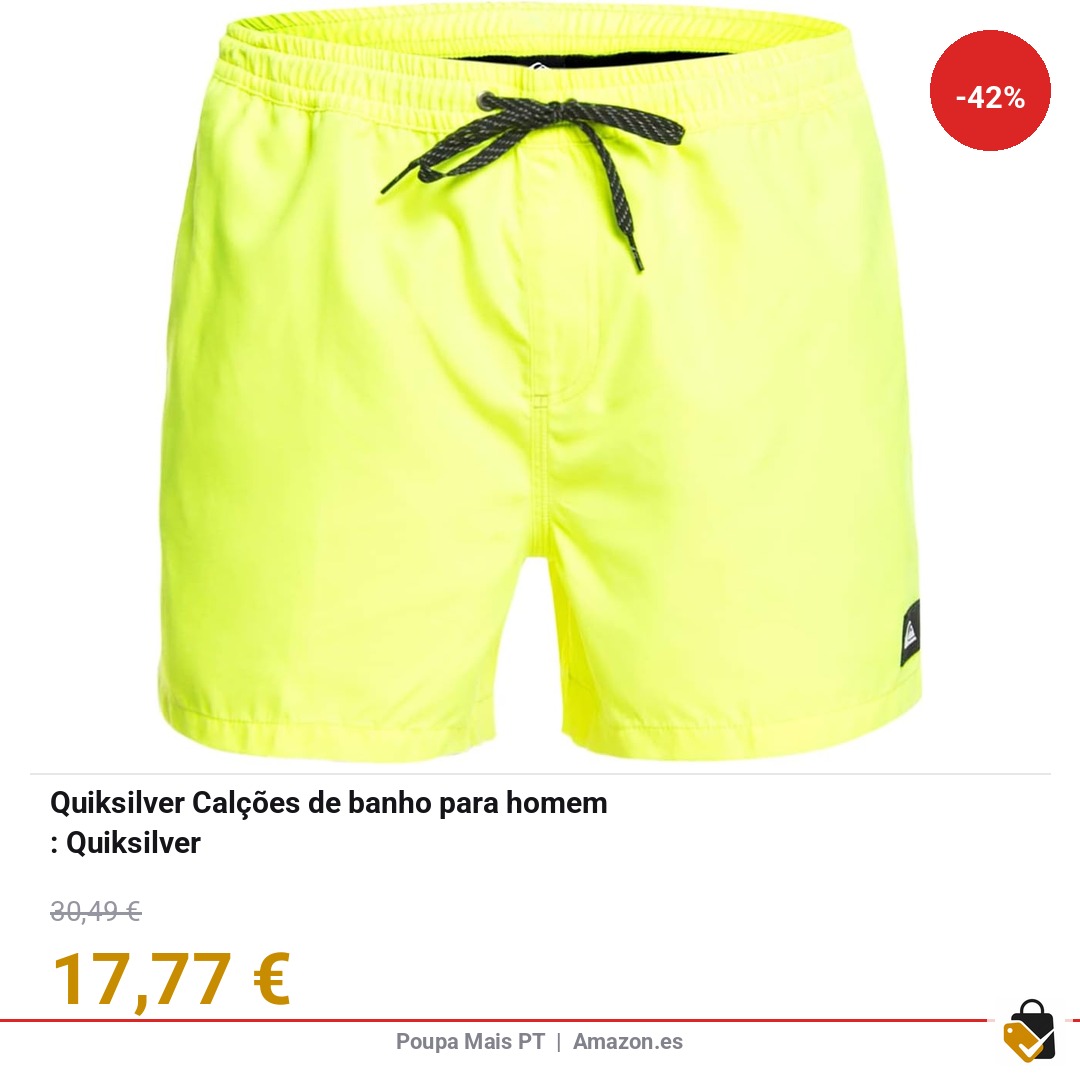 -42%
Quiksilver Calções de banho para homem
: Quiksilver
30,49 €
17,77 €
Poupa Mais PT | Amazon.es